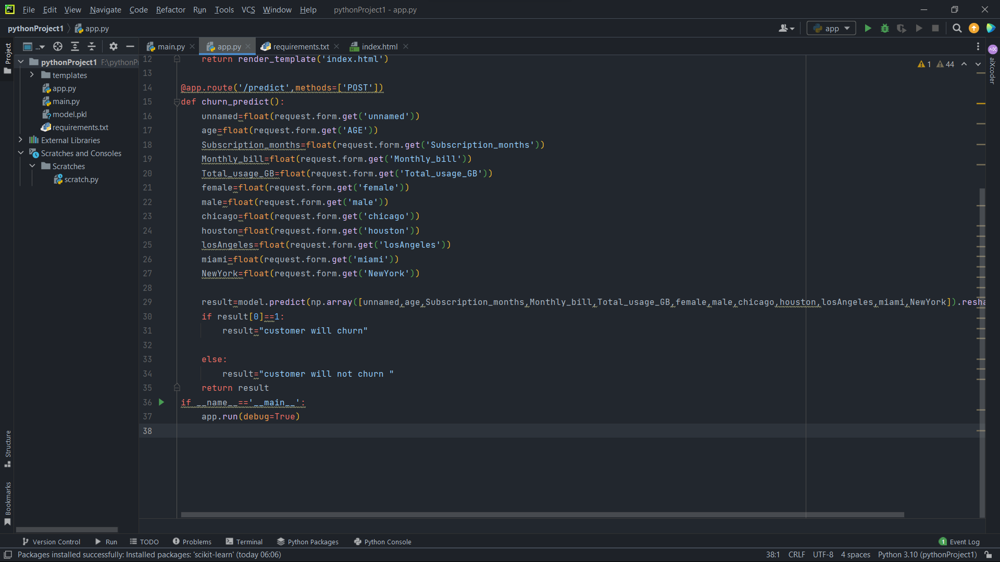 File Edit View Navigate Code Refactor Run Tools VCS Window Help pythonProject1 - app.py
pythonProject1 app.py
app
Project
...
main.py app.py requirements.txt index.html
pythonProject1 F:\pythonP
templates
app.py
main.py
model.pkl
requirements.txt
External Libraries
Scratches and Consoles
Scratches
scratch.py
1 44
aiXcoder
12 return render_template('index.html')
13
14 @app.route('/predict',methods=['POST'])
15 def churn_predict():
16 unnamed=float(request.form.get('unnamed'))
17 age=float(request.form.get('AGE'))
18 Subscription_months=float(request.form.get('Subscription_months'))
19 Monthly_bill=float(request.form.get('Monthly_bill'))
20 Total_usage_GB=float(request.form.get('Total_usage_GB'))
21 female=float(request.form.get('female'))
22 male=float(request.form.get('male'))
23 chicago=float(request.form.get('chicago'))
24 houston=float(request.form.get('houston'))
25 losAngeles=float(request.form.get('losAngeles'))
26 miami=float(request.form.get('miami'))
27 NewYork=float(request.form.get('NewYork'))
28
29 result=model.predict(np.array([unnamed,age,Subscription_months,Monthly_bill,Total_usage_GB,female,male,chicago,houston,losAngeles,miami,NewYork]).resha
30 if result[0]==1:
31 result="customer will churn"
32
33 else:
34 result="customer will not churn "
35 return result
36 if __name__=='__main__':
37 app.run(debug=True)
38
Structure
Bookmarks
Version Control Run TODO Problems Terminal Python Packages Python Console 1 Event Log
Packages installed successfully: Installed packages: 'scikit-learn' (today 06:06) 38:1 CRLF UTF-8 4 spaces Python 3.10 (pythonProject1)